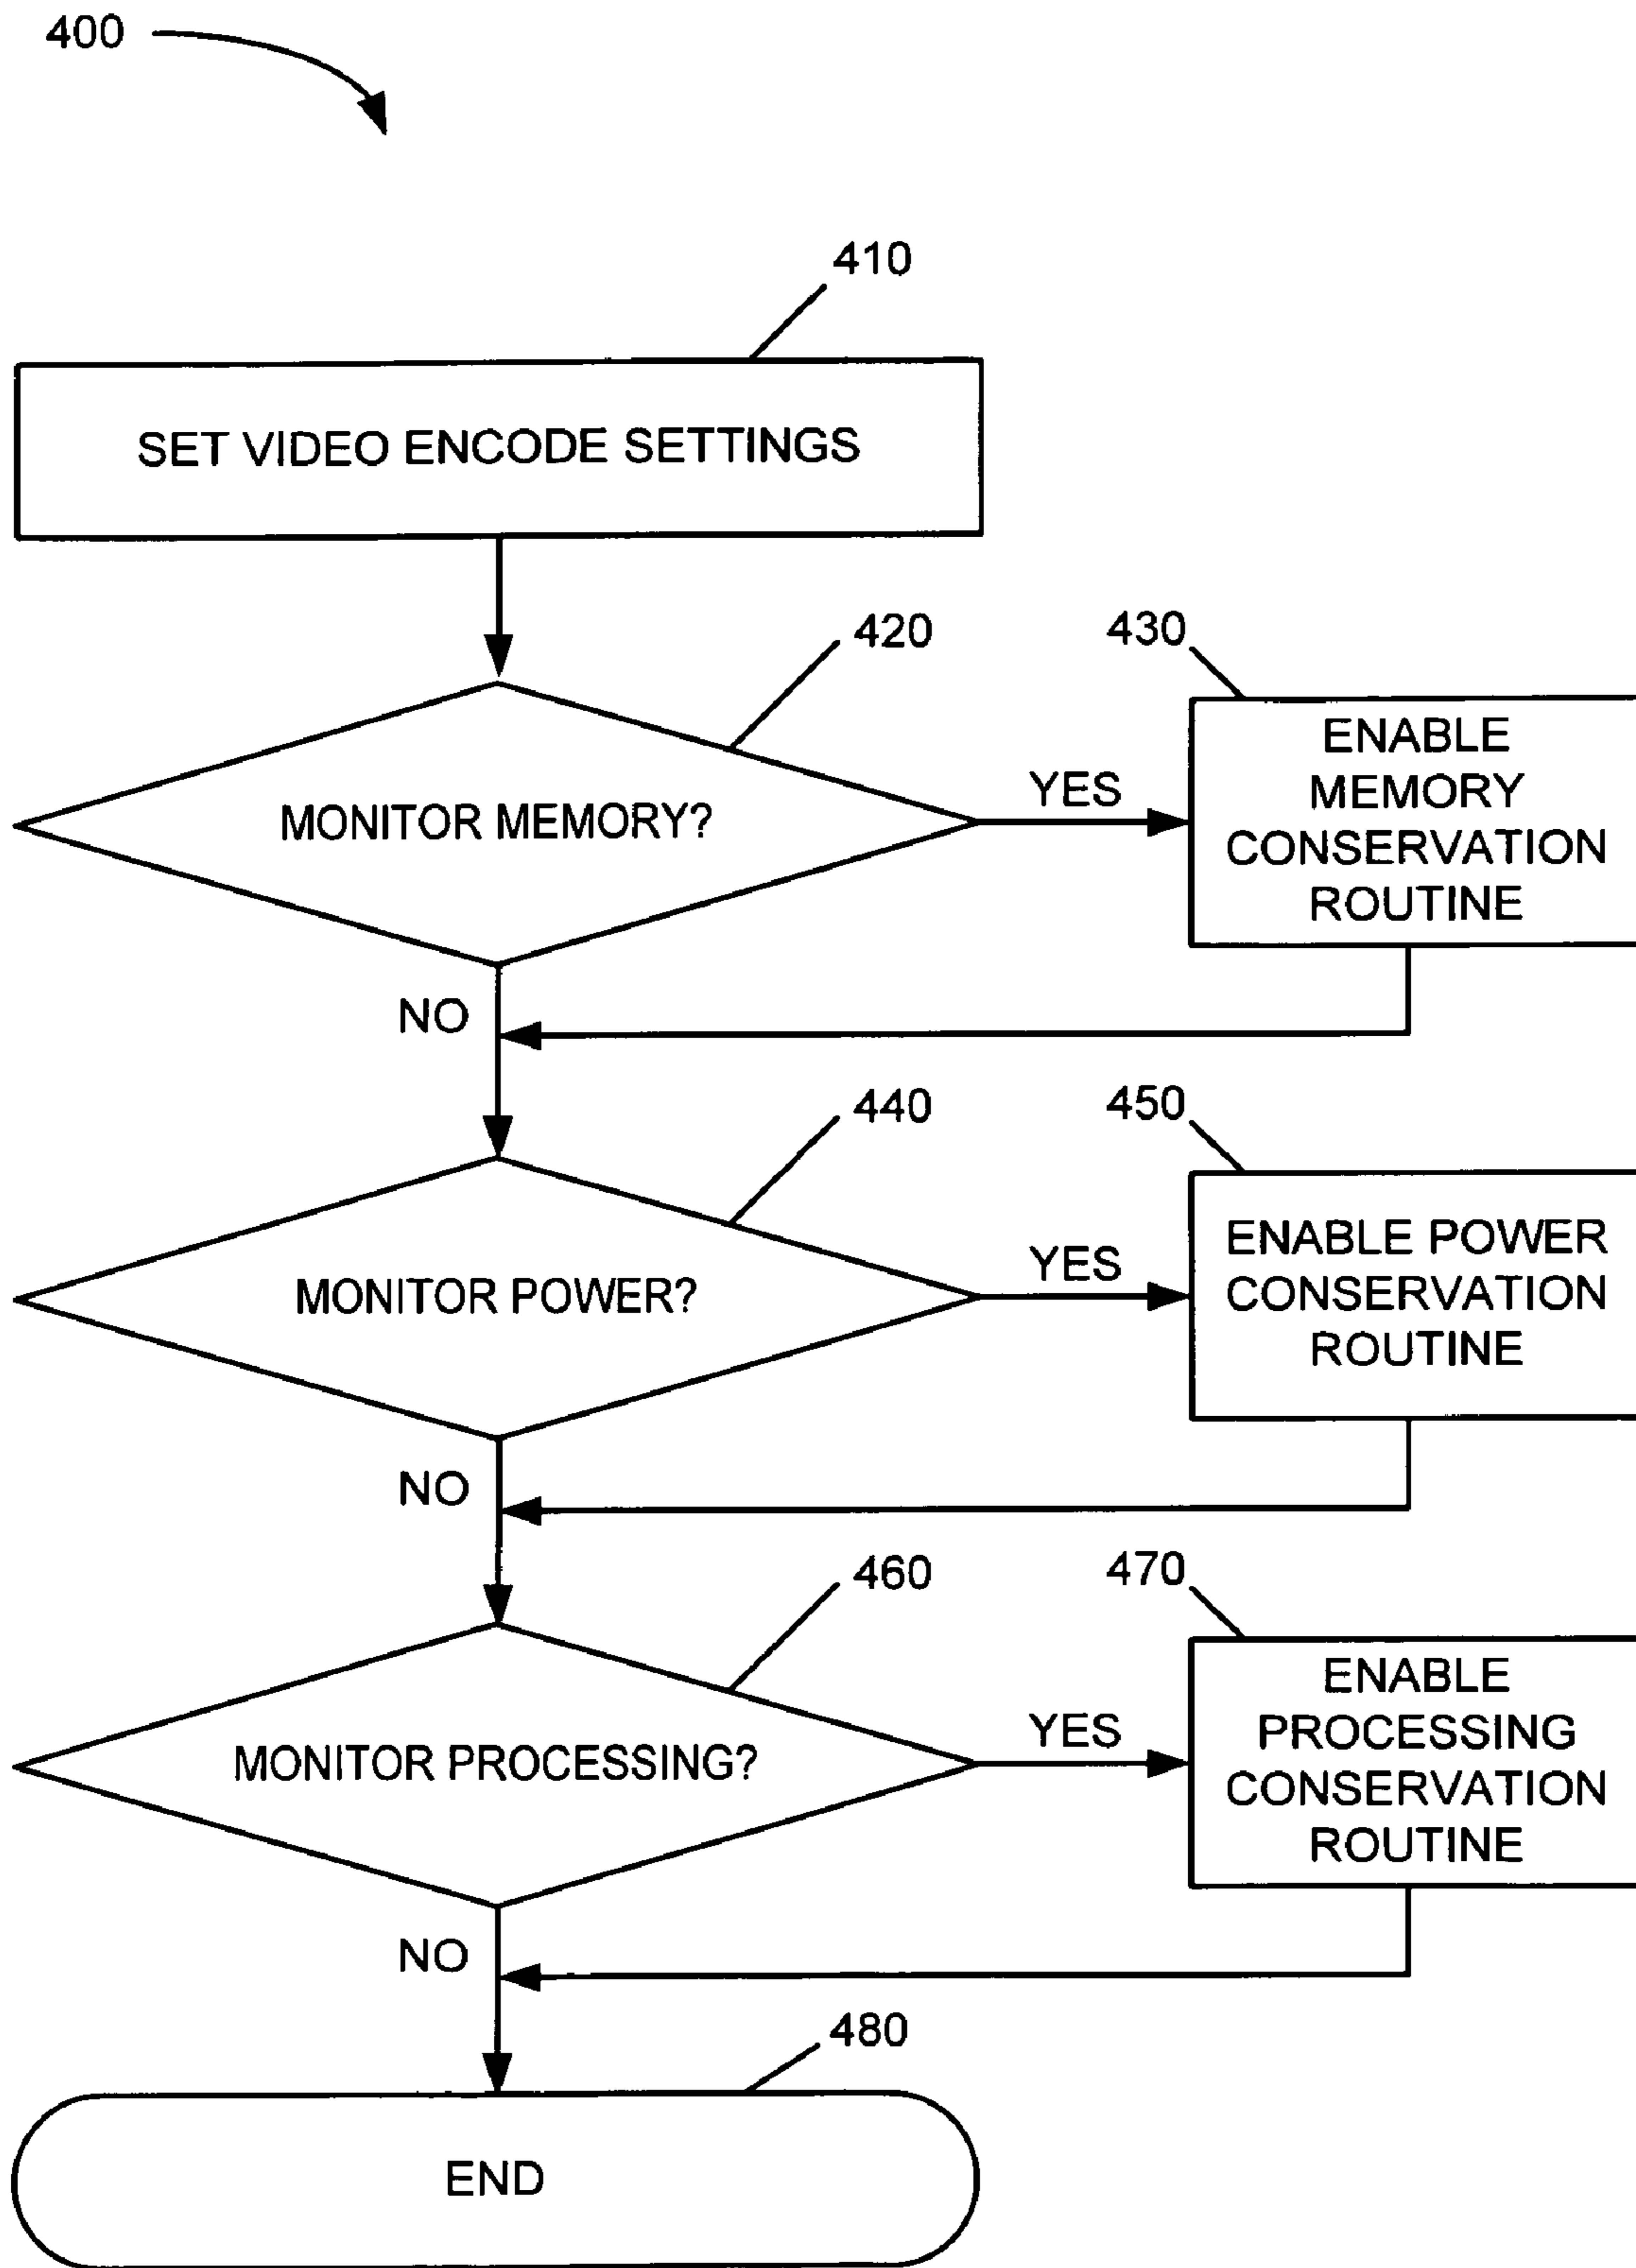 400
410
SET VIDEO ENCODE SETTINGS
420
430
MONITOR MEMORY?
YES
ENABLE
MEMORY
CONSERVATION
ROUTINE
NO
440
450
MONITOR POWER?
YES
ENABLE POWER
CONSERVATION
ROUTINE
NO
460
470
MONITOR PROCESSING?
YES
ENABLE
PROCESSING
CONSERVATION
ROUTINE
NO
480
END